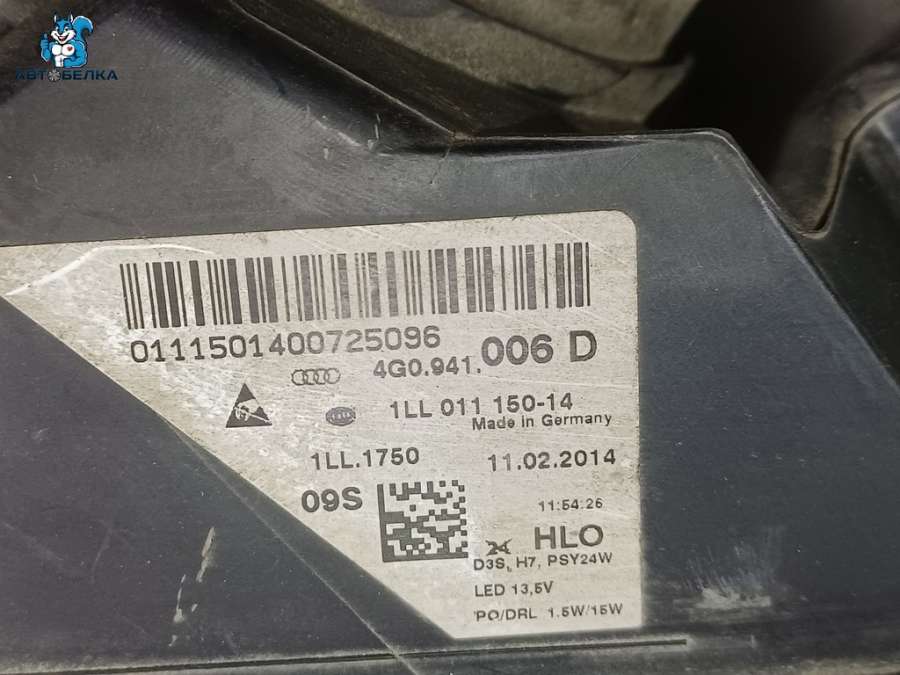 АВТОБЕЛКА
0111501400725096
4G0.941.006 D
1LL 011 150-14
Made in Germany
1LL.1750 11.02.2014
09S 11:54:26
HLO
D3S, H7, PSY24W
LED 13,5V
PO/DRL 1.5W/15W